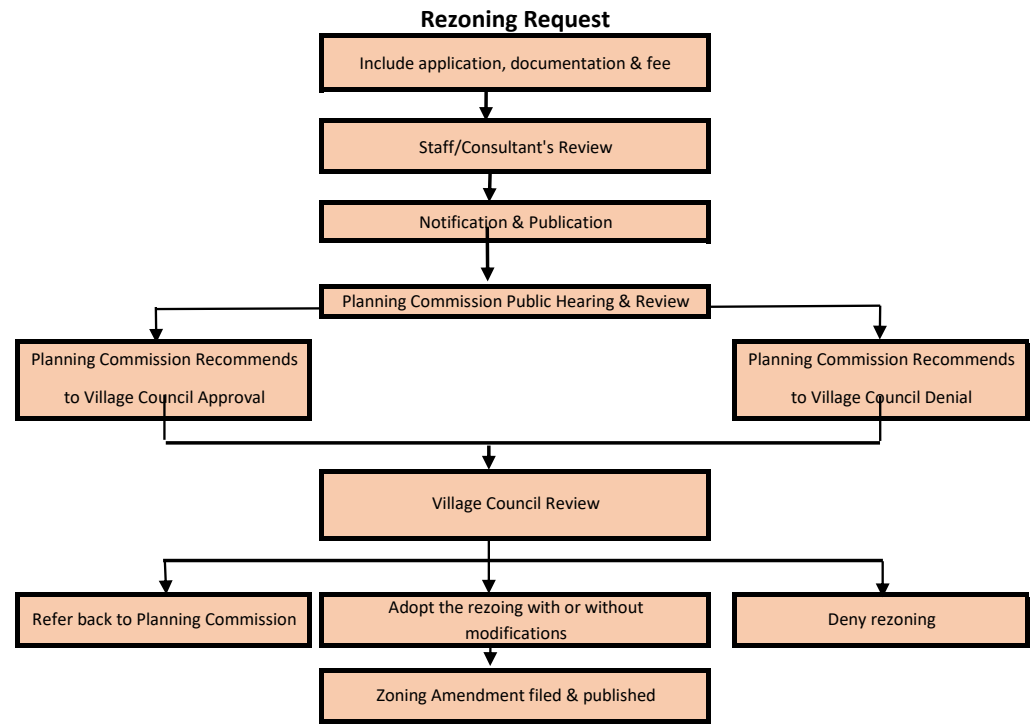 Rezoning Request
Include application, documentation & fee
Staff/Consultant's Review
Notification & Publication
Planning Commission Public Hearing & Review
Planning Commission Recommends
to Village Council Approval
Planning Commission Recommends
to Village Council Denial
Village Council Review
Refer back to Planning Commission
Adopt the rezoing with or without
modifications
Deny rezoning
Zoning Amendment filed & published